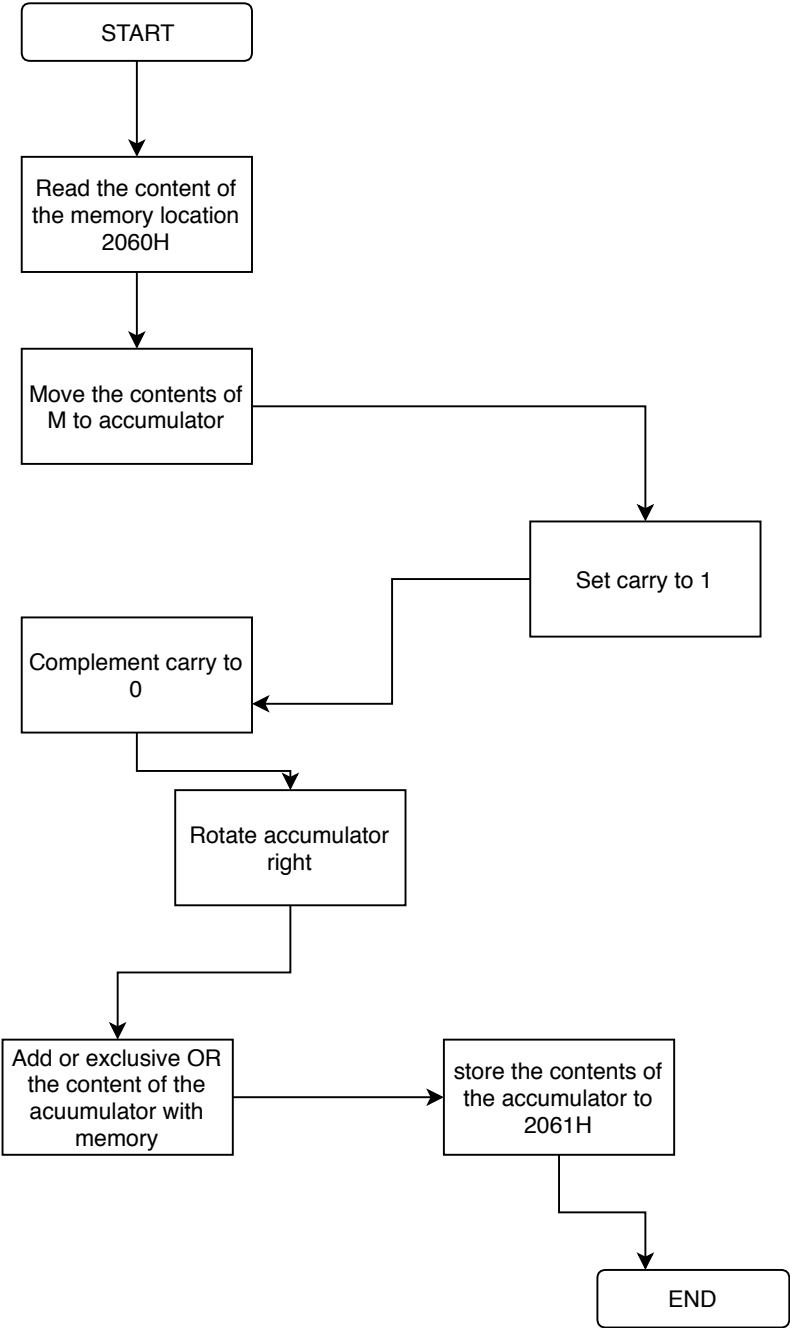 START
Read the content of
the memory location
2060H
Move the contents of
M to accumulator
Set carry to 1
Complement carry to
0
Rotate accumulator
right
Add or exclusive OR
the content of the
acuumulator with
memory
store the contents of
the accumulator to
2061H
END